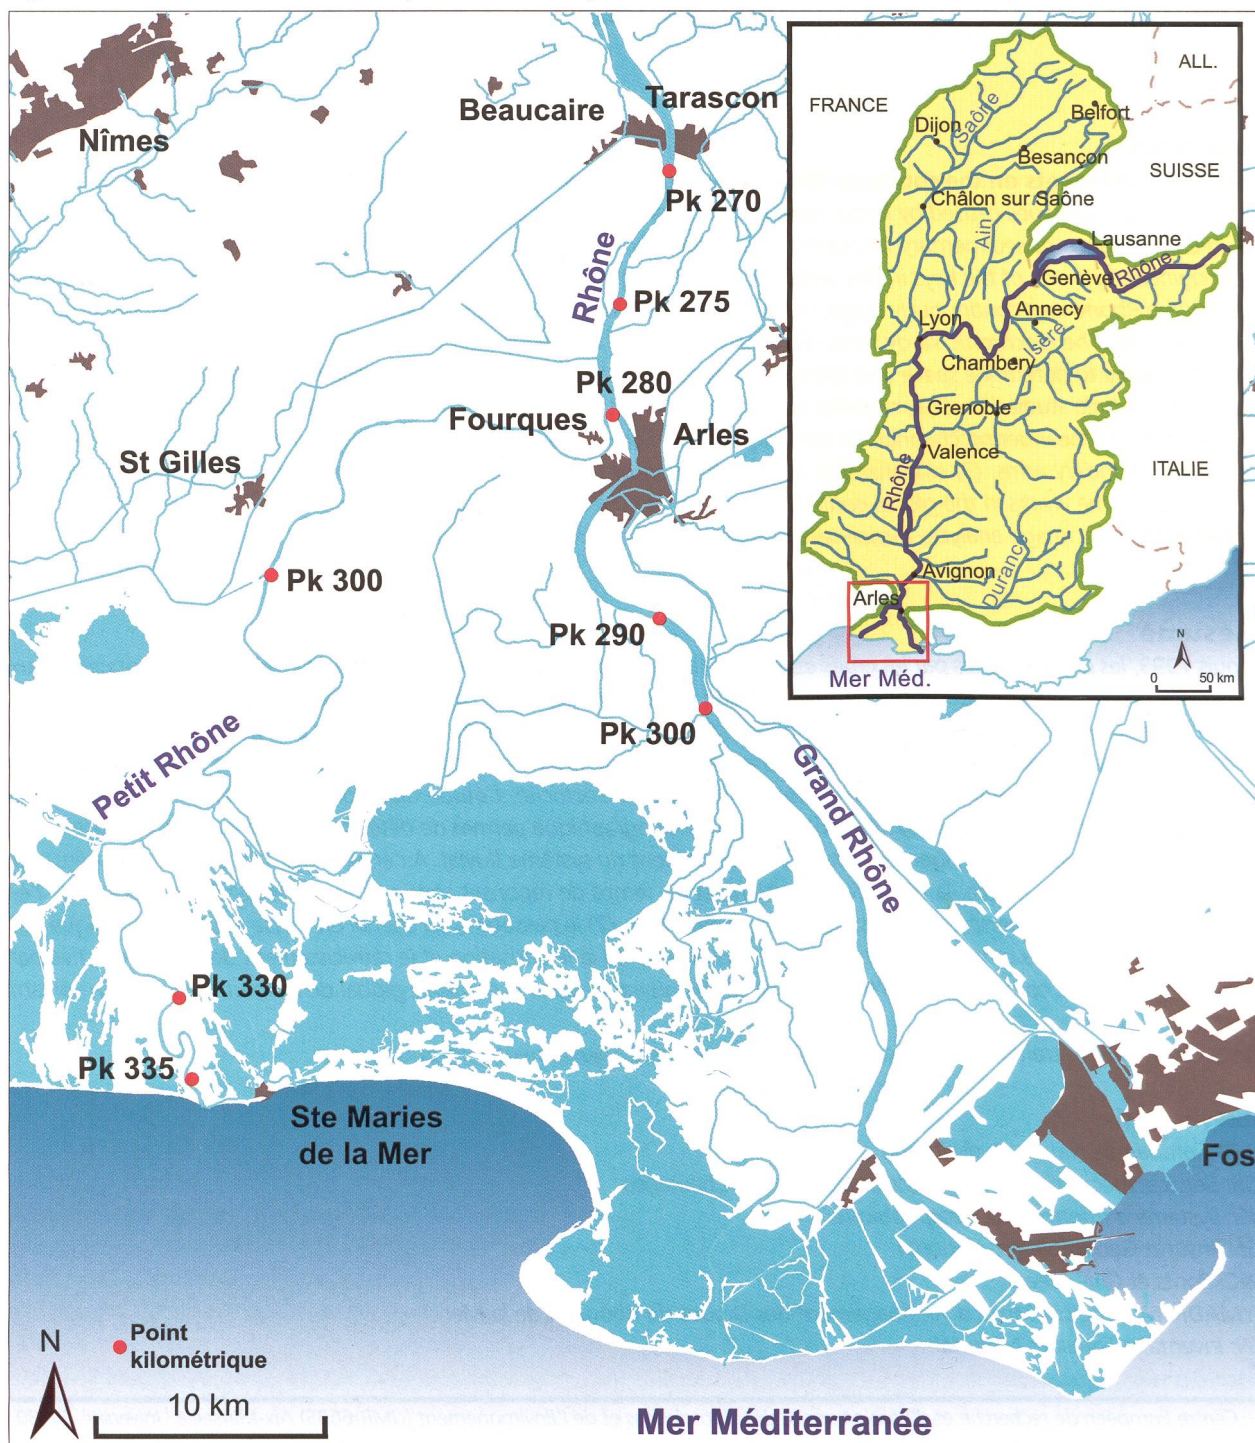 Nîmes
Beaucaire
Tarascon
Pk 270
Rhône
Pk 275
Pk 280
Fourques
Arles
St Gilles
Pk 300
Pk 290
Pk 300
Petit Rhône
Grand Rhône
Pk 330
Pk 335
Ste Maries
de la Mer
Fos
Mer Méditerranée
N
Point
kilométrique
10 km
FRANCE
ALL.
SUISSE
ITALIE
Dijon
Saône
Belfort
Besançon
Châlon sur Saône
Ain
Lausanne
Genève
Rhône
Annecy
Lyon
Isère
Chambéry
Grenoble
Valence
Rhône
Avignon
Durance
Arles
Mer Méd.
N
0
50 km